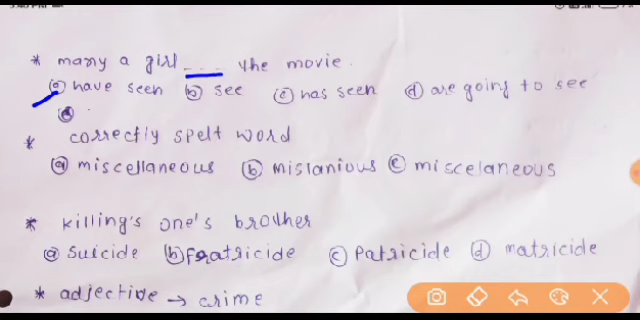 * many a girl --- the movie.
(a) have seen (b) see (c) has seen (d) are going to see
(d)
* correctly spelt word
(a) miscellaneous (b) mislanious (c) miscelaneous
* killing's one's brother
(a) Suicide (b) Fratricide (c) Patricide (d) matricide
* adjective → crime